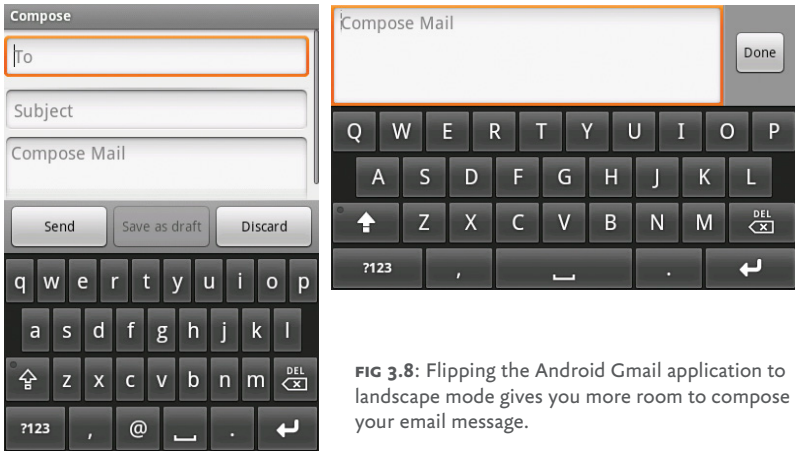 Compose
To
Subject
Compose Mail
Send Save as draft Discard
q w e r t y u i o p
a s d f g h j k l
z x c v b n m DEL
?123 , @ .
Compose Mail
Done
Q W E R T Y U I O P
A S D F G H J K L
Z X C V B N M DEL
?123 , .
FIG 3.8: Flipping the Android Gmail application to
landscape mode gives you more room to compose
your email message.